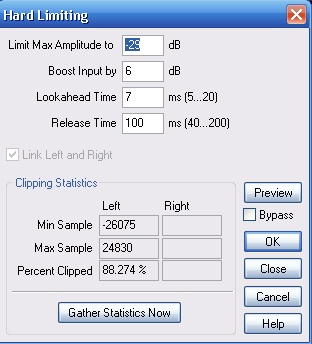 Hard Limiting
Limit Max Amplitude to -29 dB
Boost Input by 6 dB
Lookahead Time 7 ms (5...20)
Release Time 100 ms (40...200)
Link Left and Right
Clipping Statistics
Left Right
Min Sample -26075
Max Sample 24830
Percent Clipped 88.274 %
Gather Statistics Now
Preview
Bypass
OK
Close
Cancel
Help